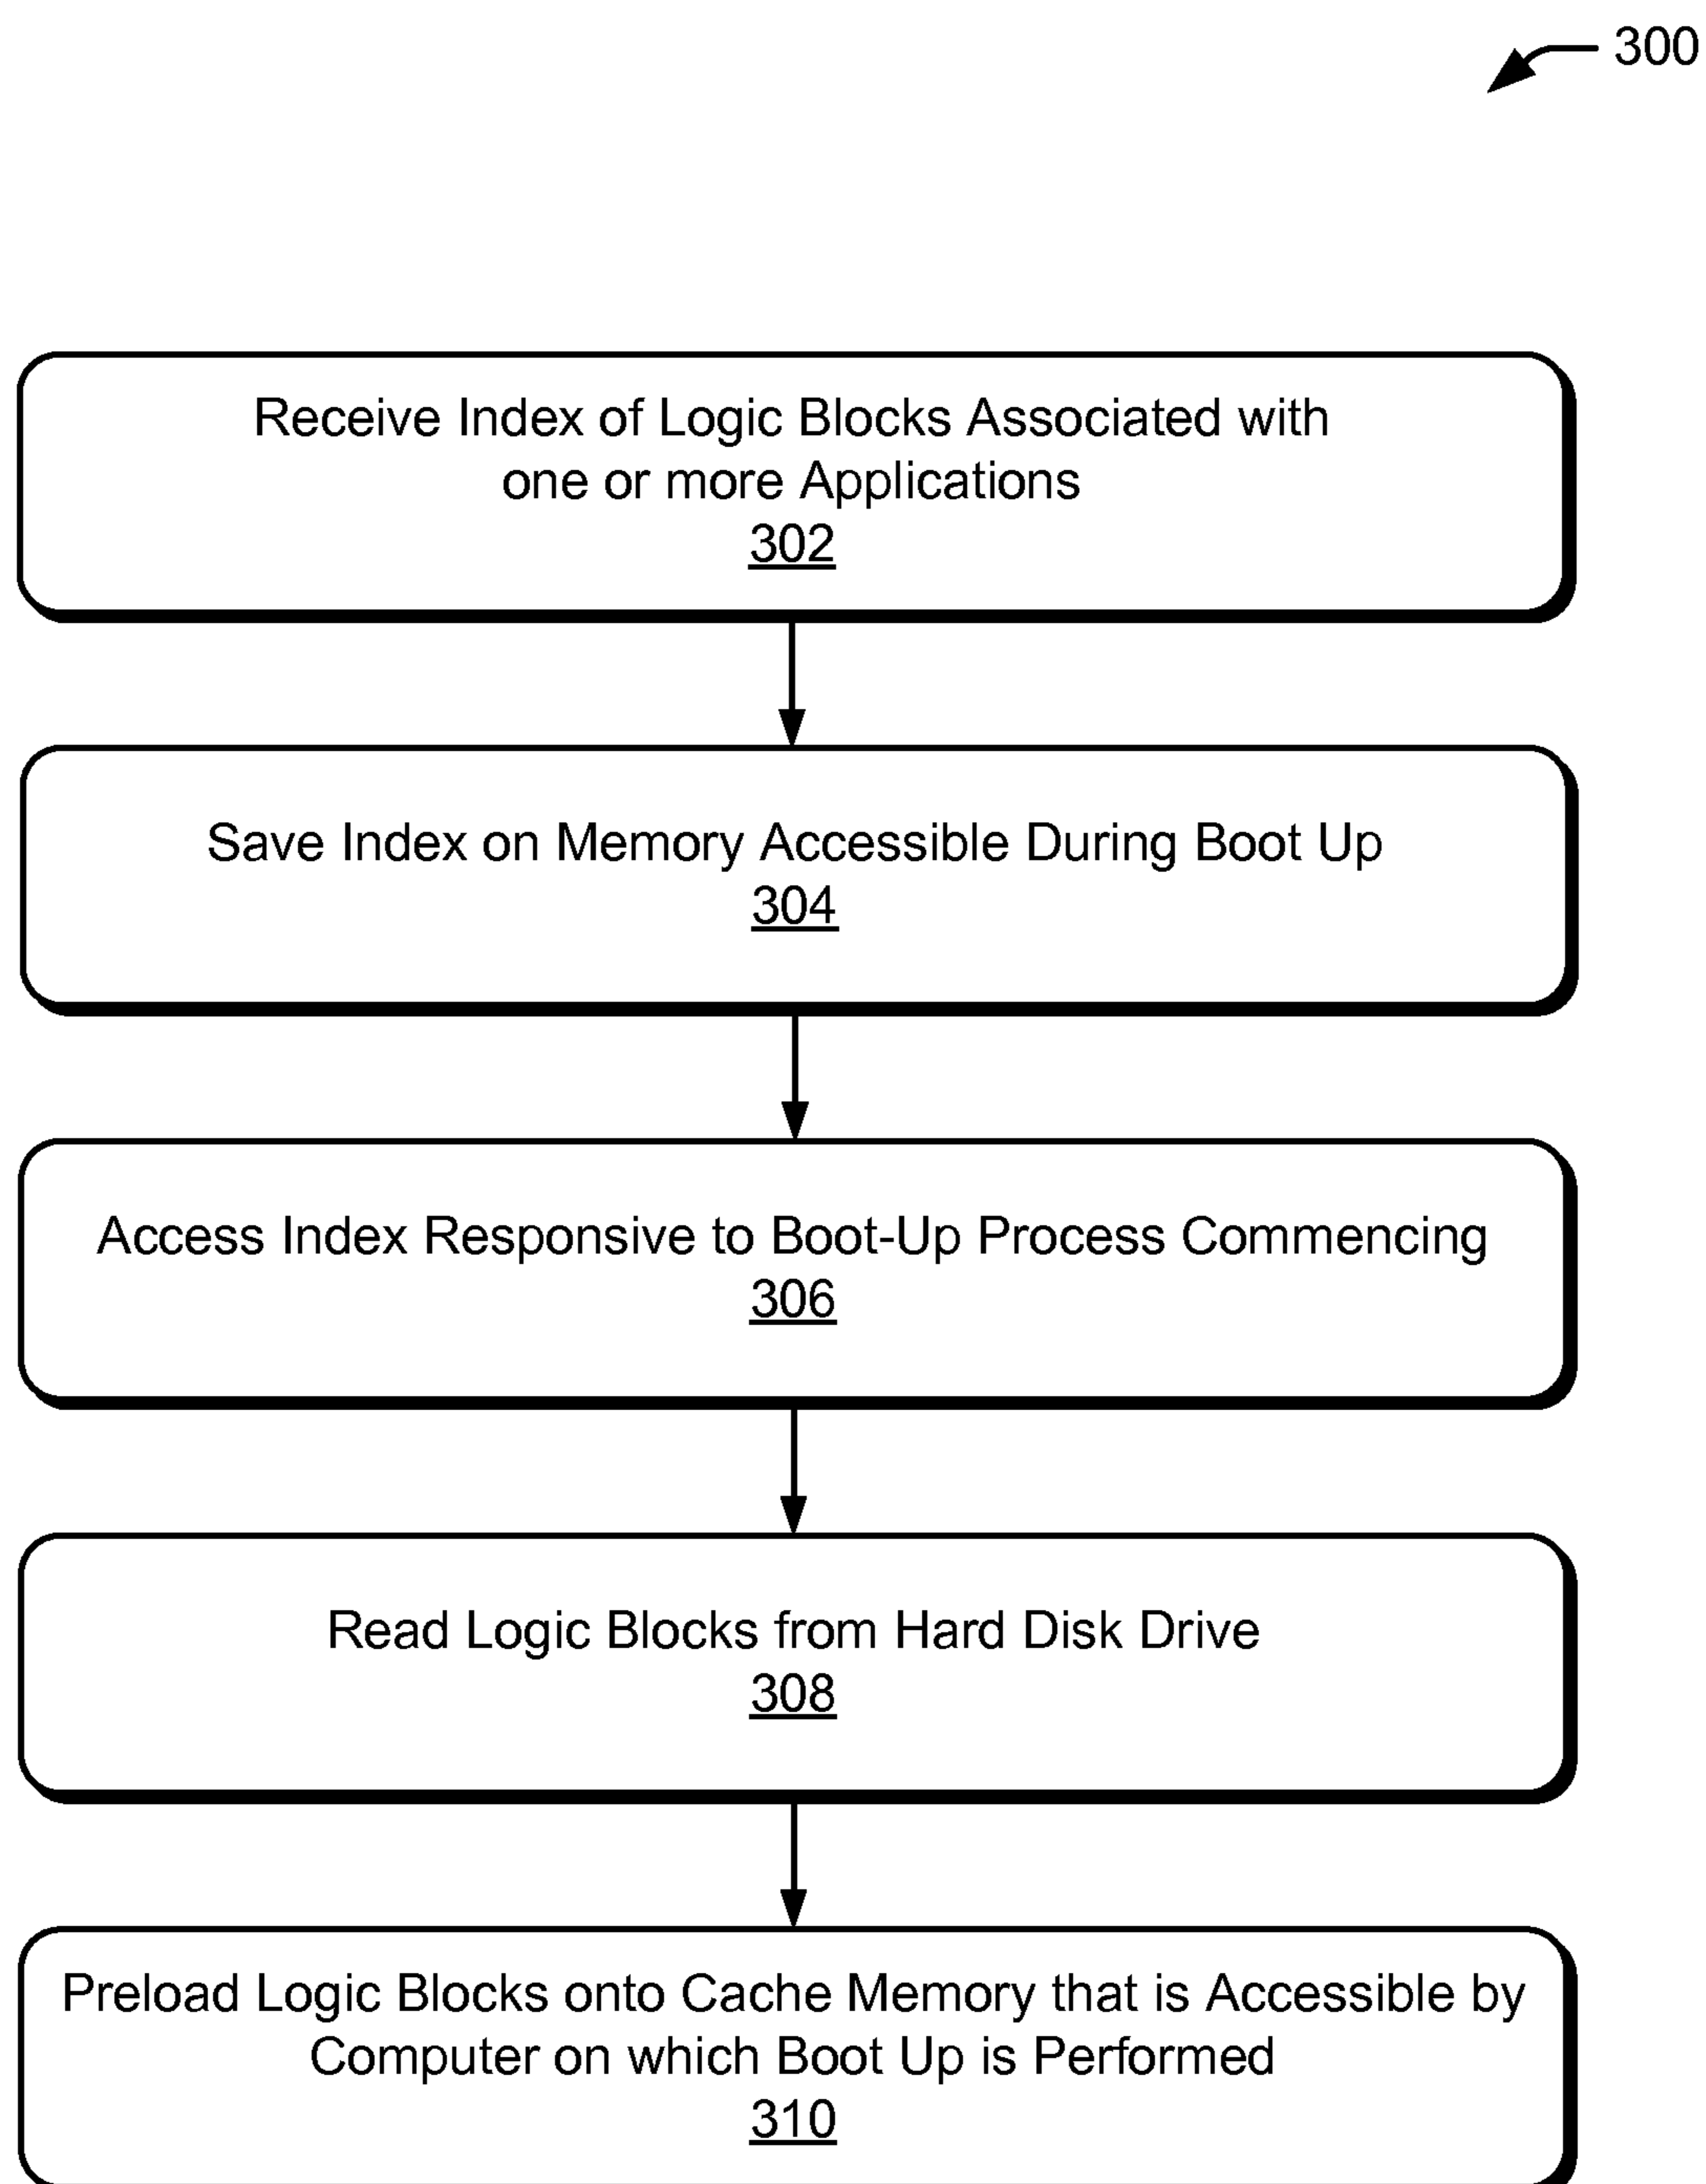 300
Receive Index of Logic Blocks Associated with
one or more Applications
302
Save Index on Memory Accessible During Boot Up
304
Access Index Responsive to Boot-Up Process Commencing
306
Read Logic Blocks from Hard Disk Drive
308
Preload Logic Blocks onto Cache Memory that is Accessible by
Computer on which Boot Up is Performed
310